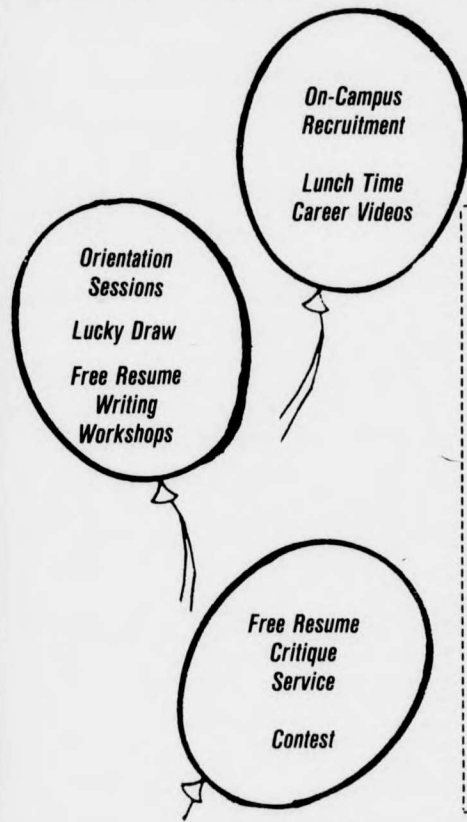 On-Campus
Recruitment
Lunch Time
Career Videos
Orientation
Sessions
Lucky Draw
Free Resume
Writing
Workshops
Free Resume
Critique
Service
Contest